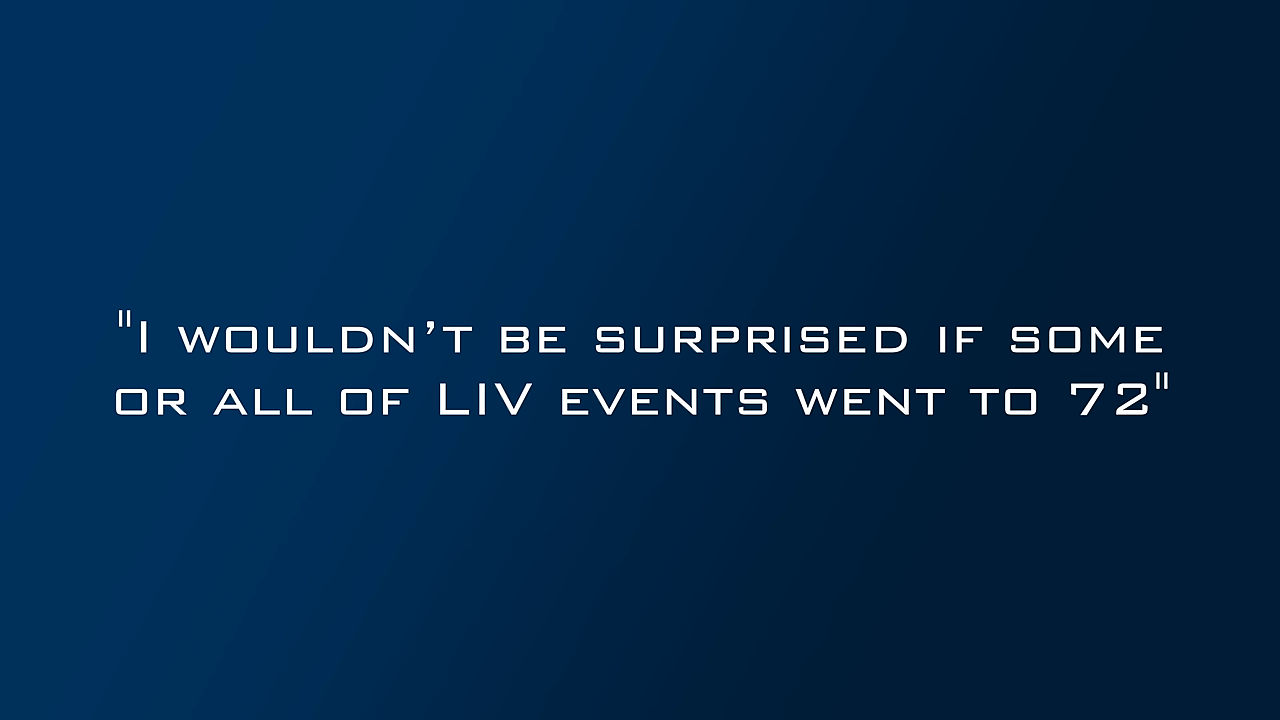 "I WOULDN'T BE SURPRISED IF SOME
OR ALL OF LIV EVENTS WENT TO 72"